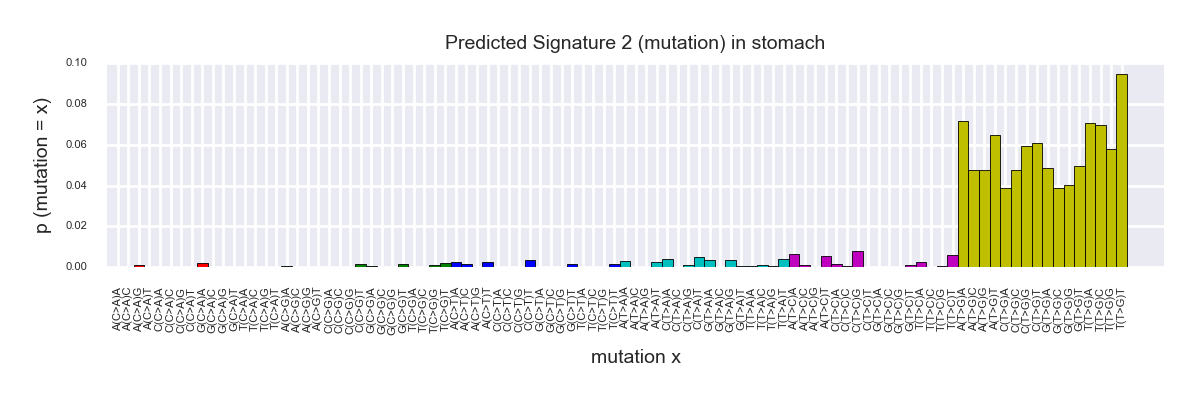 Predicted Signature 2 (mutation) in stomach
p (mutation = x)
0.10
0.08
0.06
0.04
0.02
0.00
A(C>A)A
A(C>A)C
A(C>A)G
A(C>A)T
C(C>A)A
C(C>A)C
C(C>A)G
C(C>A)T
G(C>A)A
G(C>A)C
G(C>A)G
G(C>A)T
T(C>A)A
T(C>A)C
T(C>A)G
T(C>A)T
A(C>G)A
A(C>G)C
A(C>G)G
A(C>G)T
C(C>G)A
C(C>G)C
C(C>G)G
C(C>G)T
G(C>G)A
G(C>G)C
G(C>G)G
G(C>G)T
T(C>G)A
T(C>G)C
T(C>G)G
T(C>G)T
A(C>T)A
A(C>T)C
A(C>T)G
A(C>T)T
C(C>T)A
C(C>T)C
C(C>T)G
C(C>T)T
G(C>T)A
G(C>T)C
G(C>T)G
G(C>T)T
T(C>T)A
T(C>T)C
T(C>T)G
T(C>T)T
A(T>A)A
A(T>A)C
A(T>A)G
A(T>A)T
C(T>A)A
C(T>A)C
C(T>A)G
C(T>A)T
G(T>A)A
G(T>A)C
G(T>A)G
G(T>A)T
T(T>A)A
T(T>A)C
T(T>A)G
T(T>A)T
A(T>C)A
A(T>C)C
A(T>C)G
A(T>C)T
C(T>C)A
C(T>C)C
C(T>C)G
C(T>C)T
G(T>C)A
G(T>C)C
G(T>C)G
G(T>C)T
T(T>C)A
T(T>C)C
T(T>C)G
T(T>C)T
A(T>G)A
A(T>G)C
A(T>G)G
A(T>G)T
C(T>G)A
C(T>G)C
C(T>G)G
C(T>G)T
G(T>G)A
G(T>G)C
G(T>G)G
G(T>G)T
T(T>G)A
T(T>G)C
T(T>G)G
T(T>G)T
mutation x